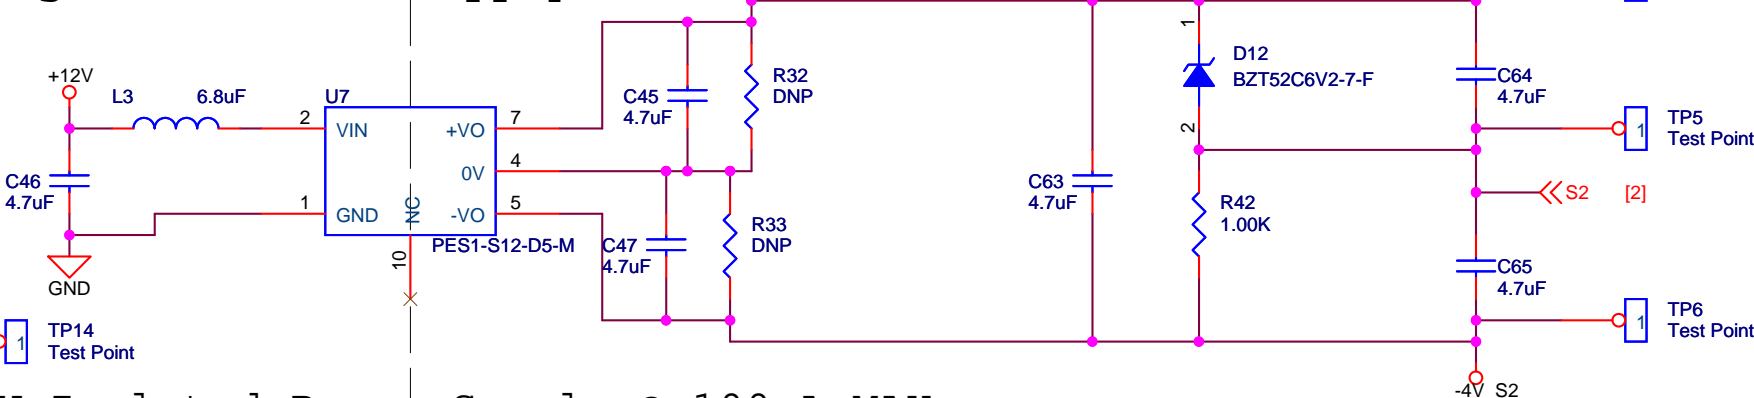 +12V
L3
6.8uF
U7
2
VIN
+VO
7
0V
4
1
GND
NC
-VO
5
PES1-S12-D5-M
10
C46
4.7uF
GND
TP14
Test Point
1
C45
4.7uF
R32
DNP
C47
4.7uF
R33
DNP
C63
4.7uF
1
D12
BZT52C6V2-7-F
2
R42
1.00K
C64
4.7uF
1
TP5
Test Point
S2
[2]
C65
4.7uF
1
TP6
Test Point
-4V S2